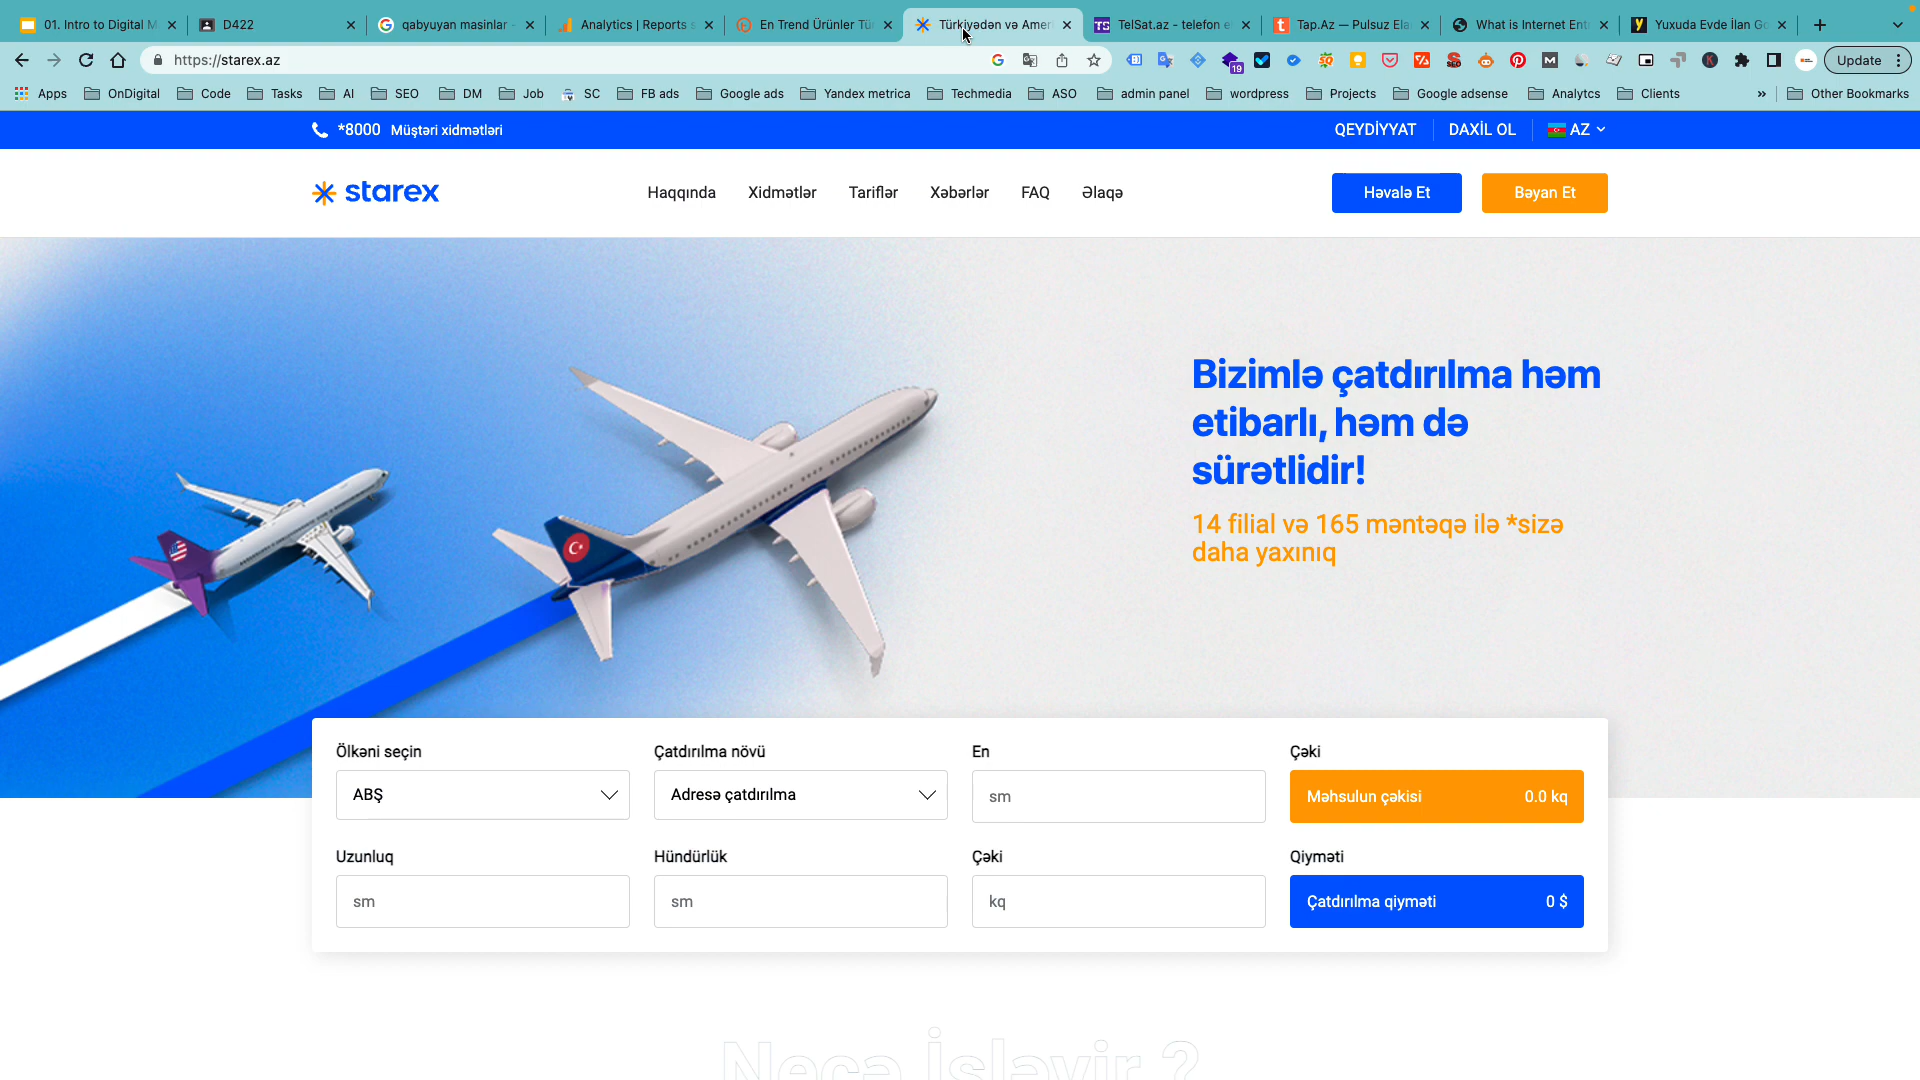 01. Intro to Digital M
D422
qabyuyan masinlar -
Analytics | Reports s
En Trend Ürünler Tü
Türkiyədən və Amer
TelSat.az - telefon e
Tap.Az — Pulsuz Ela
What is Internet Ent
Yuxuda Evde İlan Go
https://starex.az
19
Update
Apps
OnDigital
Code
Tasks
AI
SEO
DM
Job
SC
FB ads
Google ads
Yandex metrica
Techmedia
ASO
admin panel
wordpress
Projects
Google adsense
Analytcs
Clients
»
Other Bookmarks
*8000 Müştəri xidmətləri
QEYDİYYAT
DAXİL OL
AZ
starex
Haqqında
Xidmətlər
Tariflər
Xəbərlər
FAQ
Əlaqə
Həvalə Et
Bəyan Et
Bizimlə çatdırılma həm
etibarlı, həm də
sürətlidir!
14 filial və 165 məntəqə ilə *sizə
daha yaxınıq
Ölkəni seçin
Çatdırılma növü
En
Çəki
ABŞ
Adresə çatdırılma
sm
Məhsulun çəkisi 0.0 kq
Uzunluq
Hündürlük
Çəki
Qiyməti
sm
sm
kq
Çatdırılma qiyməti 0 $
Necə İşləyir ?